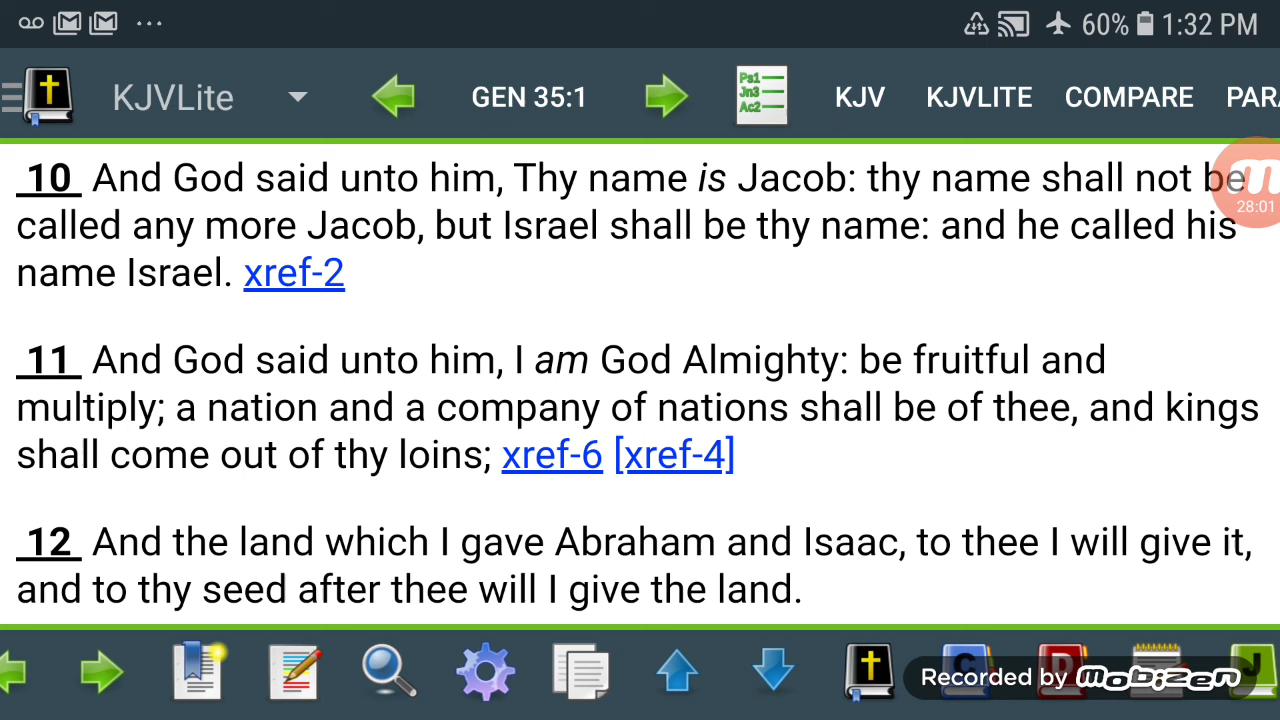 60% 1:32 PM
KJVLite GEN 35:1 Ps1 Jn3 Ac2 KJV KJVLITE COMPARE PAR
10 And God said unto him, Thy name is Jacob: thy name shall not be
28:01
called any more Jacob, but Israel shall be thy name: and he called his
name Israel. xref-2
11 And God said unto him, I am God Almighty: be fruitful and
multiply; a nation and a company of nations shall be of thee, and kings
shall come out of thy loins; xref-6 [xref-4]
12 And the land which I gave Abraham and Isaac, to thee I will give it,
and to thy seed after thee will I give the land.
C D J
Recorded by mobizen